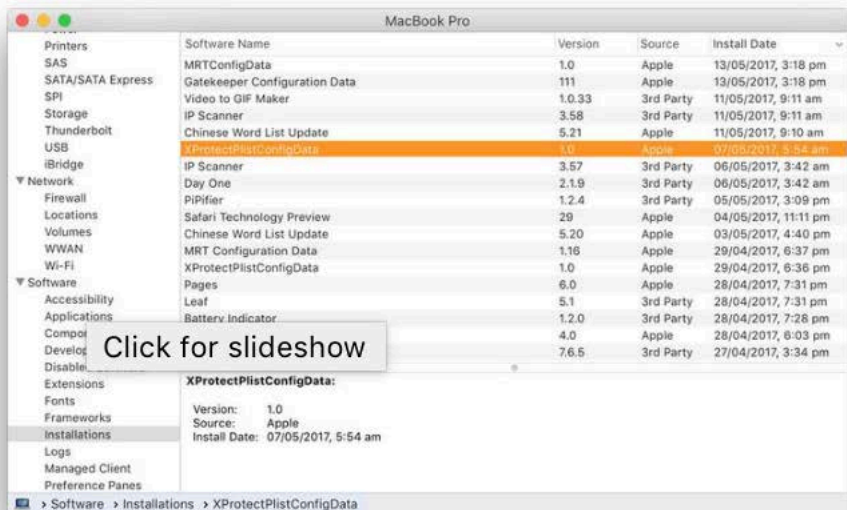 MacBook Pro
Software Name Version Source Install Date
Printers
SAS
SATA/SATA Express
SPI
Storage
Thunderbolt
USB
iBridge
Network
Firewall
Locations
Volumes
WWAN
Wi-Fi
Software
Accessibility
Applications
Compo
Develop
Disable
Extensions
Fonts
Frameworks
Installations
Logs
Managed Client
Preference Panes
MRTConfigData 1.0 Apple 13/05/2017, 3:18 pm
Gatekeeper Configuration Data 111 Apple 13/05/2017, 3:18 pm
Video to GIF Maker 1.0.33 3rd Party 11/05/2017, 9:11 am
IP Scanner 3.58 3rd Party 11/05/2017, 9:11 am
Chinese Word List Update 5.21 Apple 11/05/2017, 9:10 am
XProtectPlistConfigData 1.0 Apple 07/05/2017, 5:54 am
IP Scanner 3.57 3rd Party 06/05/2017, 3:42 am
Day One 2.1.9 3rd Party 06/05/2017, 3:42 am
PiPifier 1.2.4 3rd Party 05/05/2017, 3:09 pm
Safari Technology Preview 29 Apple 04/05/2017, 11:11 pm
Chinese Word List Update 5.20 Apple 03/05/2017, 4:40 pm
MRT Configuration Data 1.16 Apple 29/04/2017, 6:37 pm
XProtectPlistConfigData 1.0 Apple 29/04/2017, 6:36 pm
Pages 6.0 Apple 28/04/2017, 7:31 pm
Leaf 5.1 3rd Party 28/04/2017, 7:31 pm
Battery Indicator 1.2.0 3rd Party 28/04/2017, 7:28 pm
4.0 Apple 28/04/2017, 6:03 pm
7.6.5 3rd Party 27/04/2017, 3:34 pm
Click for slideshow
XProtectPlistConfigData:
Version: 1.0
Source: Apple
Install Date: 07/05/2017, 5:54 am
› Software › Installations › XProtectPlistConfigData